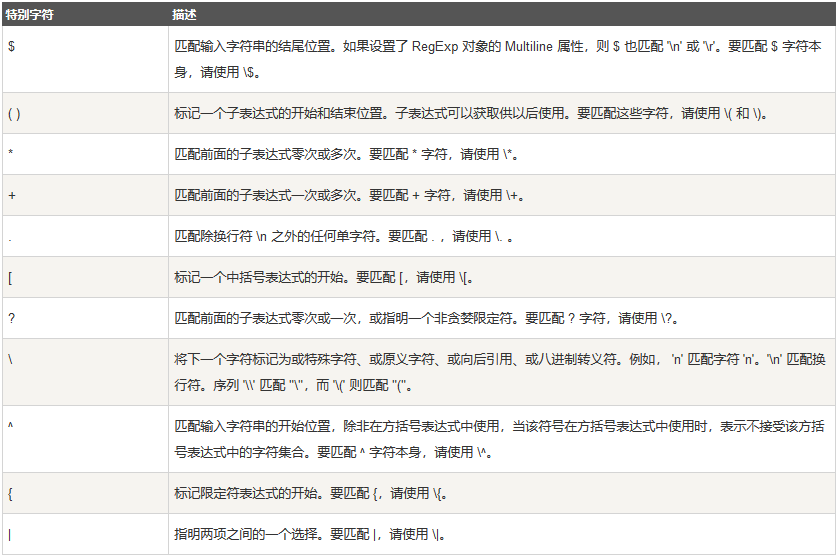 特别字符 描述
$ 匹配输入字符串的结尾位置。如果设置了 RegExp 对象的 Multiline 属性，则 $ 也匹配 '\n' 或 '\r'。要匹配 $ 字符本
身，请使用 \$。
( ) 标记一个子表达式的开始和结束位置。子表达式可以获取供以后使用。要匹配这些字符，请使用 \( 和 \)。
* 匹配前面的子表达式零次或多次。要匹配 * 字符，请使用 \*。
+ 匹配前面的子表达式一次或多次。要匹配 + 字符，请使用 \+。
. 匹配除换行符 \n 之外的任何单字符。要匹配 . ，请使用 \. 。
[ 标记一个中括号表达式的开始。要匹配 [，请使用 \[。
? 匹配前面的子表达式零次或一次，或指明一个非贪婪限定符。要匹配 ? 字符，请使用 \?。
\ 将下一个字符标记为或特殊字符、或原义字符、或向后引用、或八进制转义符。例如， 'n' 匹配字符 'n'。'\n' 匹配换
行符。序列 '\\' 匹配 "\"，而 '\(' 则匹配 "("。
^ 匹配输入字符串的开始位置，除非在方括号表达式中使用，当该符号在方括号表达式中使用时，表示不接受该方括
号表达式中的字符集合。要匹配 ^ 字符本身，请使用 \^。
{ 标记限定符表达式的开始。要匹配 {，请使用 \{。
| 指明两项之间的一个选择。要匹配 |，请使用 \|。